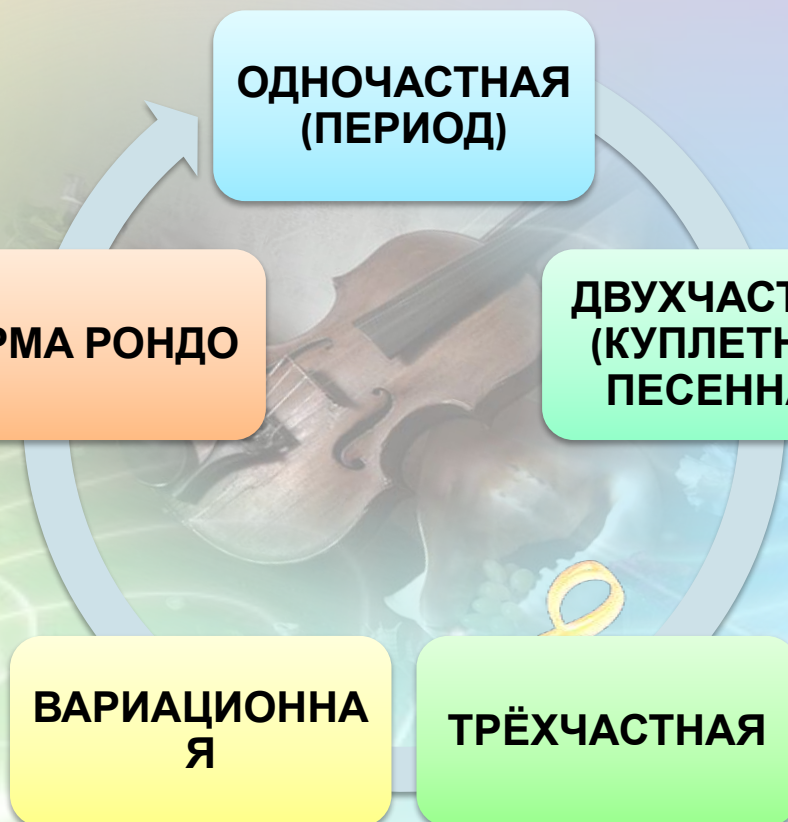 ОДНОЧАСТНАЯ
(ПЕРИОД)
РМА РОНДО
ДВУХЧАСТ
(КУПЛЕТН
ПЕСЕННА
ВАРИАЦИОННА
Я
ТРЁХЧАСТНАЯ